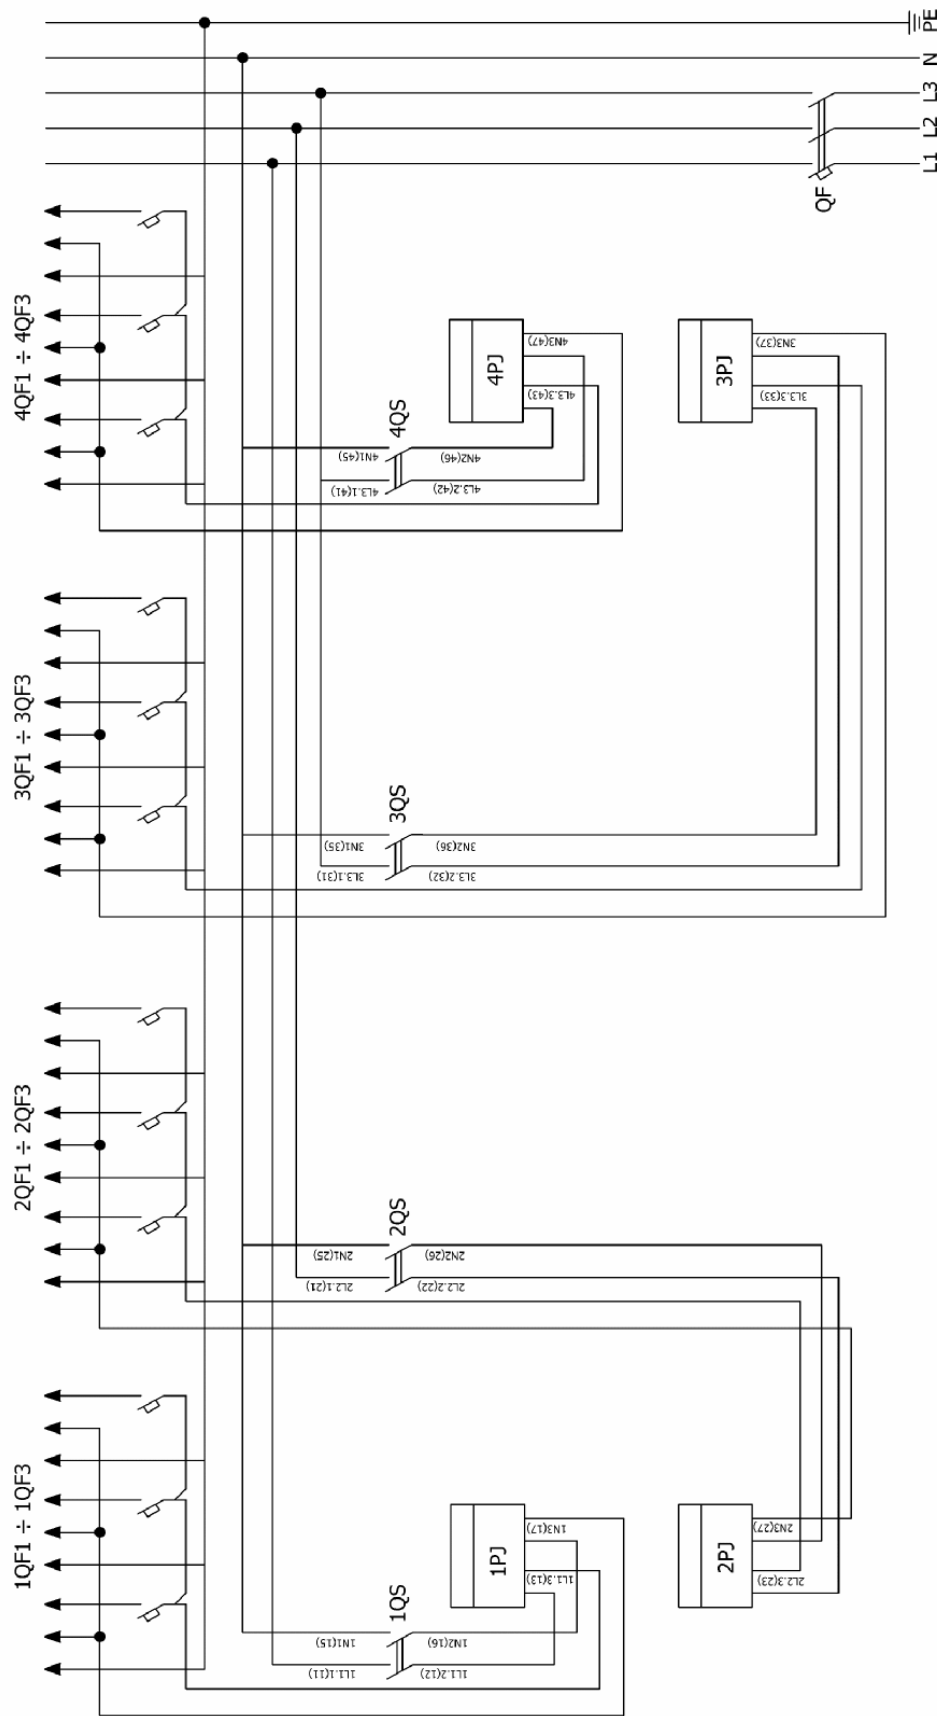 PE
N
L3
L2
L1
QF
4QF1 ÷ 4QF3
4PJ
4N3(47)
4L3.3(43)
3PJ
3N3(37)
3L3.3(33)
4QS
4N1(45)
4N2(46)
4L3.1(41)
4L3.2(42)
3QF1 ÷ 3QF3
3QS
3N1(35)
3N2(36)
3L3.1(31)
3L3.2(32)
2QF1 ÷ 2QF3
2QS
2N1(25)
2N2(26)
2L2.1(21)
2L2.2(22)
1QF1 ÷ 1QF3
1PJ
1N3(17)
1L1.3(13)
2PJ
2N3(27)
2L2.3(23)
1QS
1N1(15)
1N2(16)
1L1.1(11)
1L1.2(12)